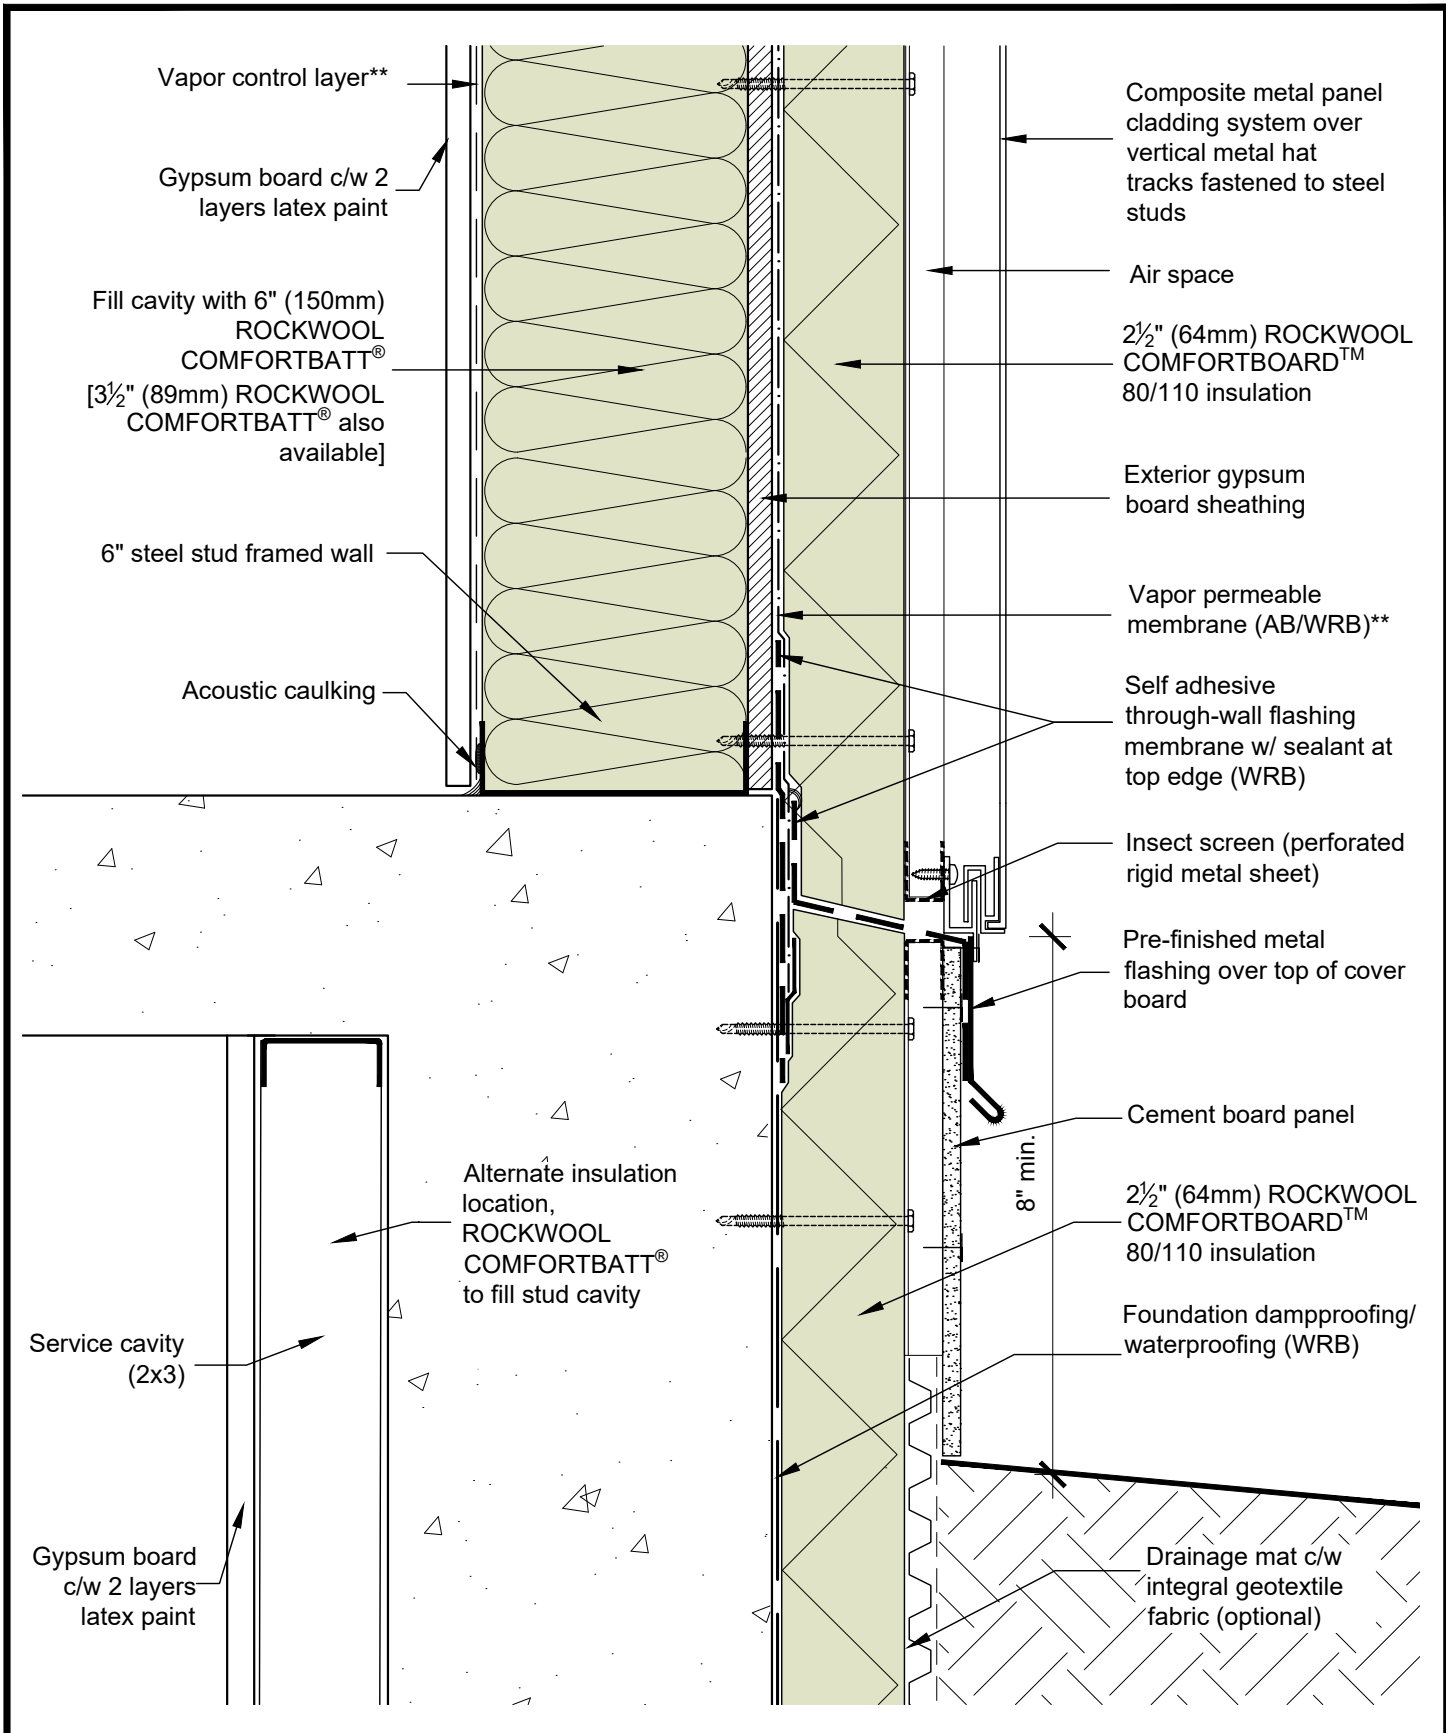 Vapor control layer**
Gypsum board c/w 2
layers latex paint
Fill cavity with 6" (150mm)
ROCKWOOL
COMFORTBATT®
[3½" (89mm) ROCKWOOL
COMFORTBATT® also
available]
6" steel stud framed wall
Acoustic caulking
Composite metal panel
cladding system over
vertical metal hat
tracks fastened to steel
studs
Air space
2½" (64mm) ROCKWOOL
COMFORTBOARD™
80/110 insulation
Exterior gypsum
board sheathing
Vapor permeable
membrane (AB/WRB)**
Self adhesive
through-wall flashing
membrane w/ sealant at
top edge (WRB)
Insect screen (perforated
rigid metal sheet)
Pre-finished metal
flashing over top of cover
board
Cement board panel
8" min.
2½" (64mm) ROCKWOOL
COMFORTBOARD™
80/110 insulation
Foundation dampproofing/
waterproofing (WRB)
Drainage mat c/w
integral geotextile
fabric (optional)
Alternate insulation
location,
ROCKWOOL
COMFORTBATT®
to fill stud cavity
Service cavity
(2x3)
Gypsum board
c/w 2 layers
latex paint